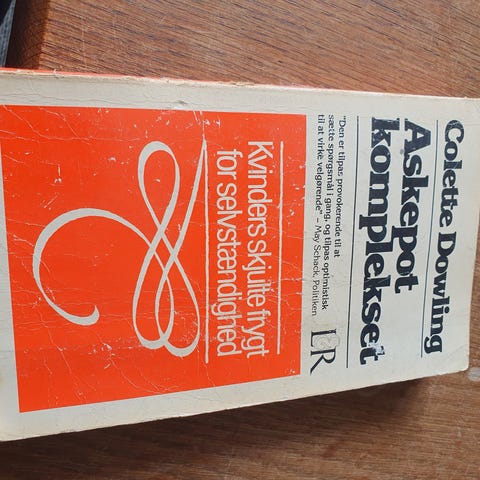 Colette Dowling
Askepot
komplekset
"Den er tilpas provokerende til at
sætte spørgsmål i gang, og tilpas optimistisk
til at virke velgørende" – May Schack, Politiken
LR
Kvinders skjulte frygt
for selvstændighed